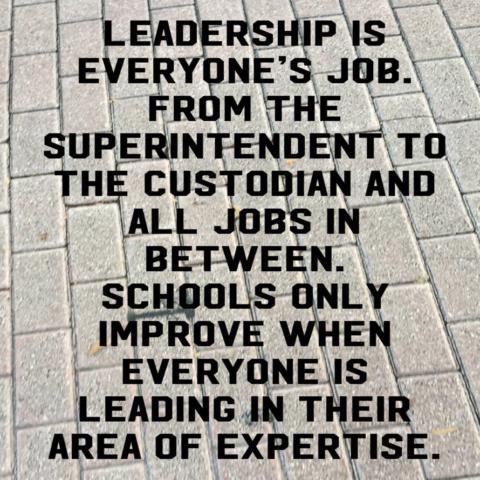 LEADERSHIP IS
EVERYONE'S JOB.
FROM THE
SUPERINTENDENT TO
THE CUSTODIAN AND
ALL JOBS IN
BETWEEN.
SCHOOLS ONLY
IMPROVE WHEN
EVERYONE IS
LEADING IN THEIR
AREA OF EXPERTISE.